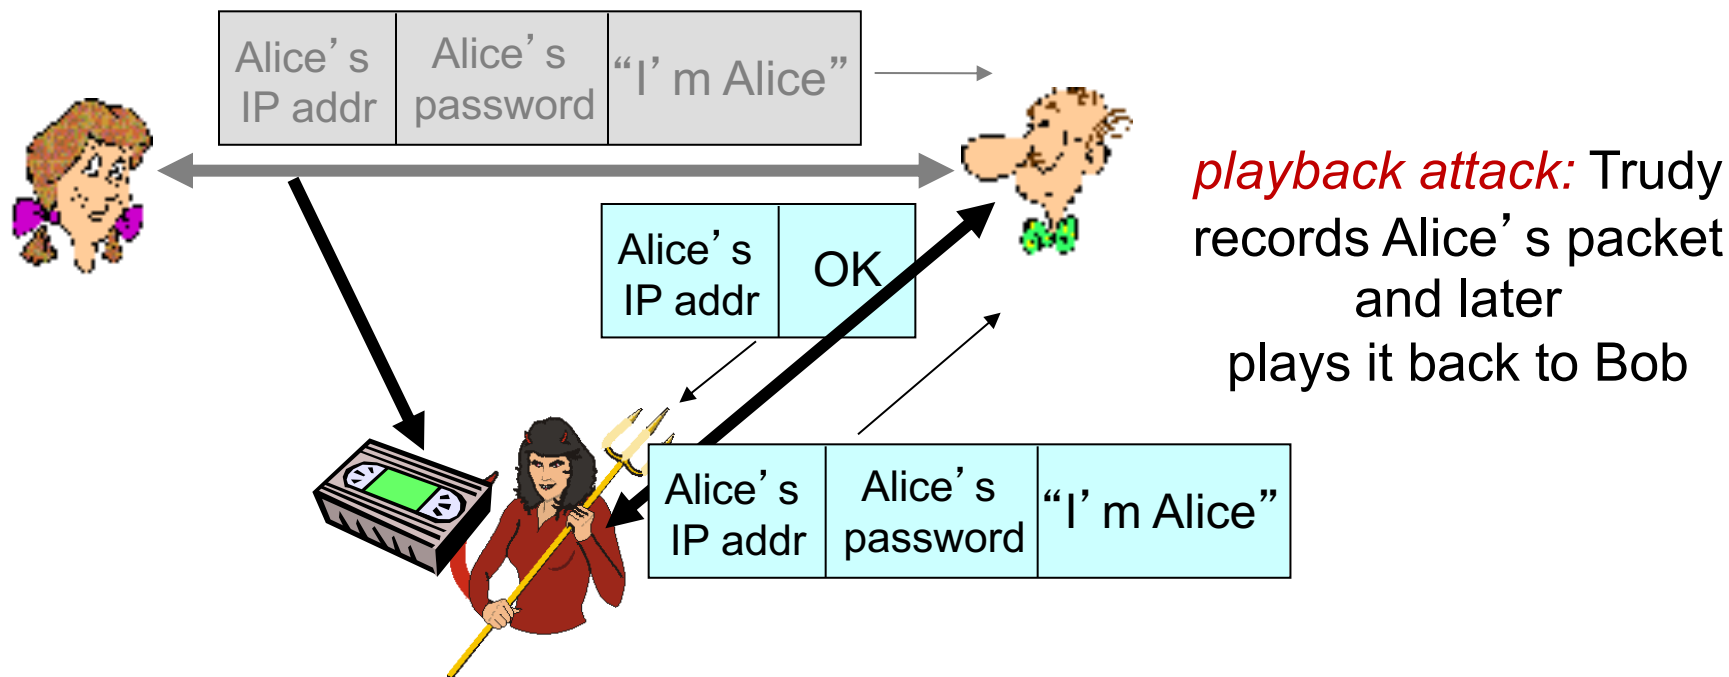 Alice’s
IP addr
Alice’s
password
“I’m Alice”
playback attack: Trudy
records Alice’s packet
and later
plays it back to Bob
Alice’s
IP addr
OK
Alice’s
IP addr
Alice’s
password
“I’m Alice”